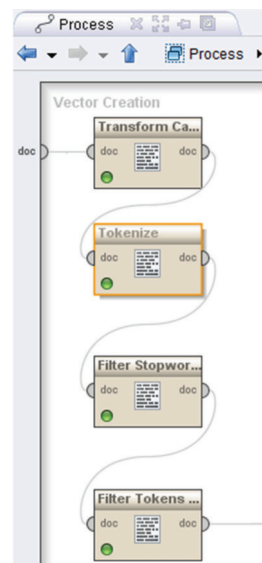 Process
Process
Vector Creation
Transform Ca...
doc
doc
doc
Tokenize
doc
doc
Filter Stopwor...
doc
doc
Filter Tokens ...
doc
doc